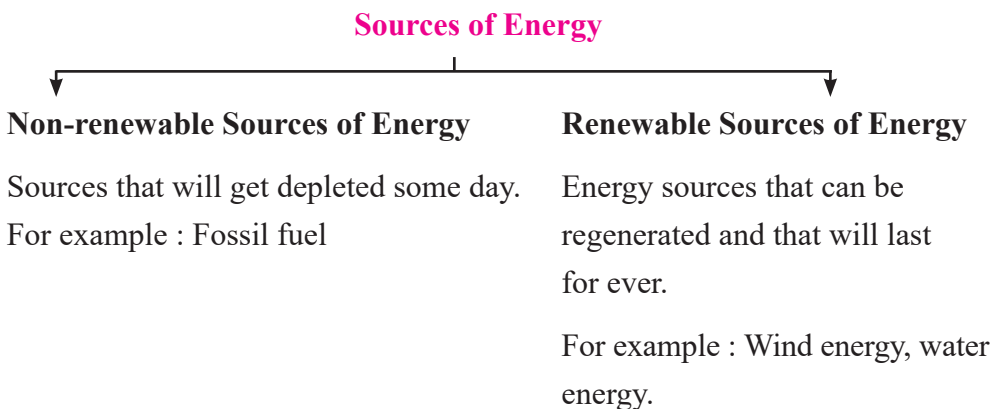 Sources of Energy
Non-renewable Sources of Energy
Sources that will get depleted some day.
For example : Fossil fuel
Renewable Sources of Energy
Energy sources that can be
regenerated and that will last
for ever.
For example : Wind energy, water
energy.